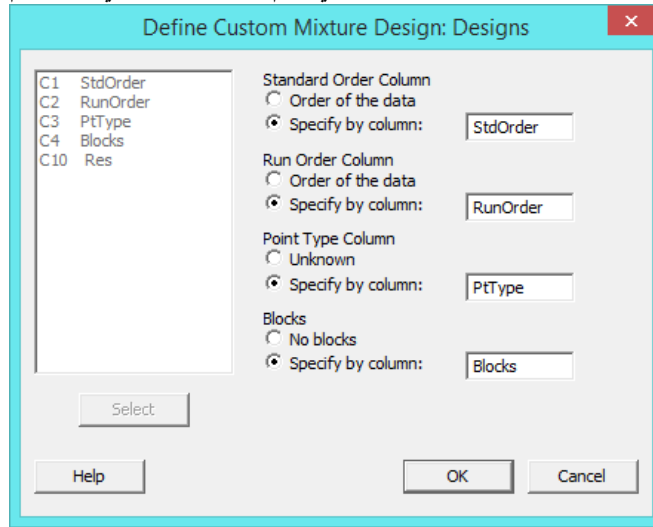 Define Custom Mixture Design: Designs
×
C1 StdOrder
C2 RunOrder
C3 PtType
C4 Blocks
C10 Res
Select
Standard Order Column
Order of the data
Specify by column: StdOrder
Run Order Column
Order of the data
Specify by column: RunOrder
Point Type Column
Unknown
Specify by column: PtType
Blocks
No blocks
Specify by column: Blocks
Help OK Cancel